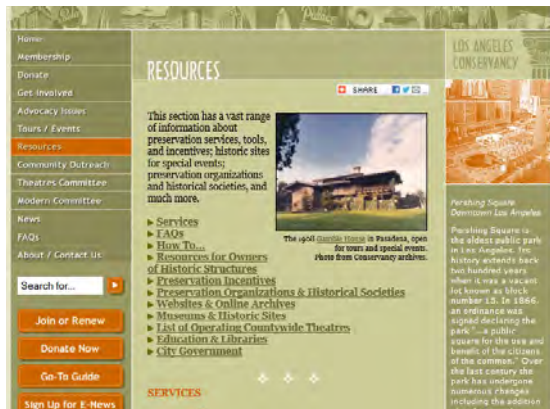 Home
Membership
Donate
Get Involved
Advocacy Issues
Tours / Events
Resources
Community Outreach
Theatres Committee
Modern Committee
News
FAQs
About / Contact Us
Search for...
Join or Renew
Donate Now
Go-To Guide
Sign Up for E-News
RESOURCES
SHARE
This section has a vast range
of information about
preservation services, tools,
and incentives; historic sites
for special events;
preservation organizations
and historical societies, and
much more.
The 1908 Gamble House in Pasadena, open
for tours and special events.
Photo from Conservancy archives.
Services
FAQs
How To...
Resources for Owners
of Historic Structures
Preservation Incentives
Preservation Organizations & Historical Societies
Websites & Online Archives
Museums & Historic Sites
List of Operating Countywide Theatres
Education & Libraries
City Government
SERVICES
LOS ANGELES
CONSERVANCY
Pershing Square
Downtown Los Angeles
Pershing Square is
the oldest public park
in Los Angeles. Its
history extends back
two hundred years
when it was a vacant
lot known as block
number 15. In 1866,
an ordinance was
signed declaring the
park "...a public
square for the use and
benefit of the citizens
of the common." Over
the last century the
park has undergone
numerous changes
including the addition